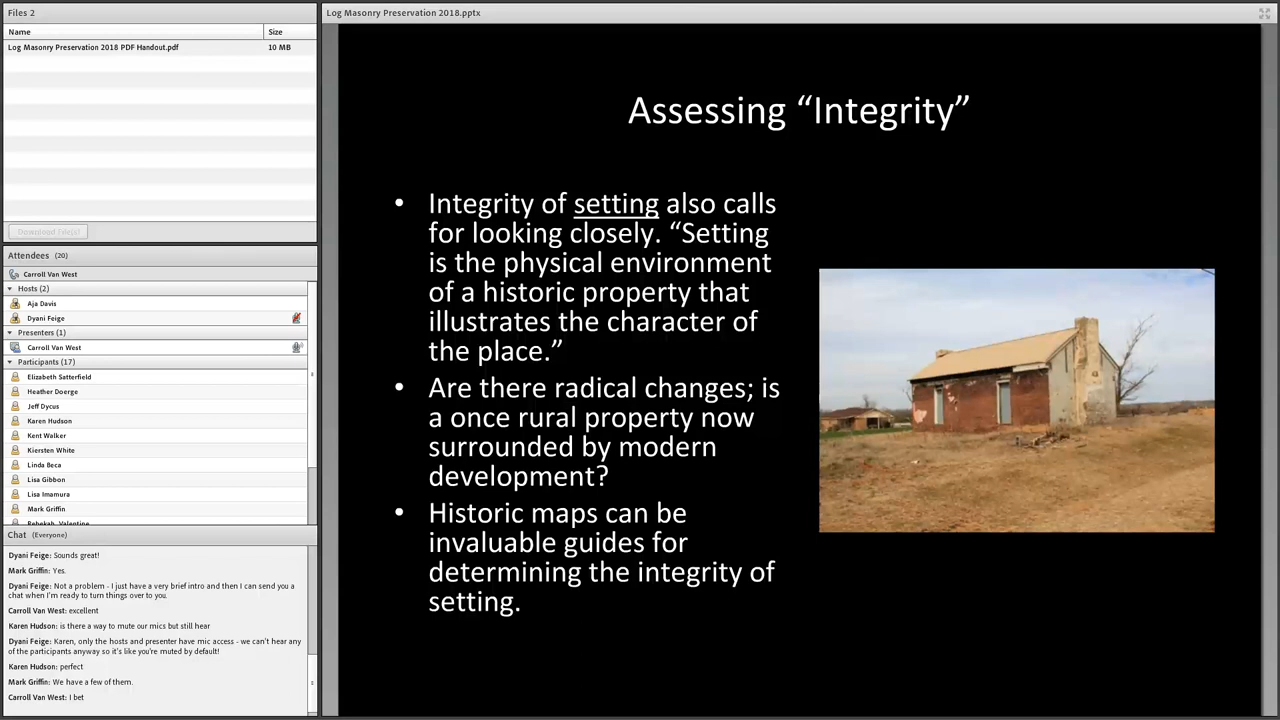 Files 2
Name Size
Log Masonry Preservation 2018 PDF Handout.pdf 10 MB
Download File(s)
Attendees (20)
Carroll Van West
Hosts (2)
Aja Davis
Dyani Feige
Presenters (1)
Carroll Van West
Participants (17)
Elizabeth Satterfield
Heather Doerge
Jeff Dycus
Karen Hudson
Kent Walker
Kiersten White
Linda Beca
Lisa Gibbon
Lisa Imamura
Mark Griffin
Rebekah, Valentine
Chat (Everyone)
Dyani Feige: Sounds great!
Mark Griffin: Yes.
Dyani Feige: Not a problem - I just have a very brief intro and then I can send you a
chat when I'm ready to turn things over to you.
Carroll Van West: excellent
Karen Hudson: is there a way to mute our mics but still hear
Dyani Feige: Karen, only the hosts and presenter have mic access - we can't hear any
of the participants anyway so it's like you're muted by default!
Karen Hudson: perfect
Mark Griffin: We have a few of them.
Carroll Van West: I bet
Log Masonry Preservation 2018.pptx
Assessing “Integrity”
• Integrity of setting also calls
for looking closely. “Setting
is the physical environment
of a historic property that
illustrates the character of
the place.”
• Are there radical changes; is
a once rural property now
surrounded by modern
development?
• Historic maps can be
invaluable guides for
determining the integrity of
setting.